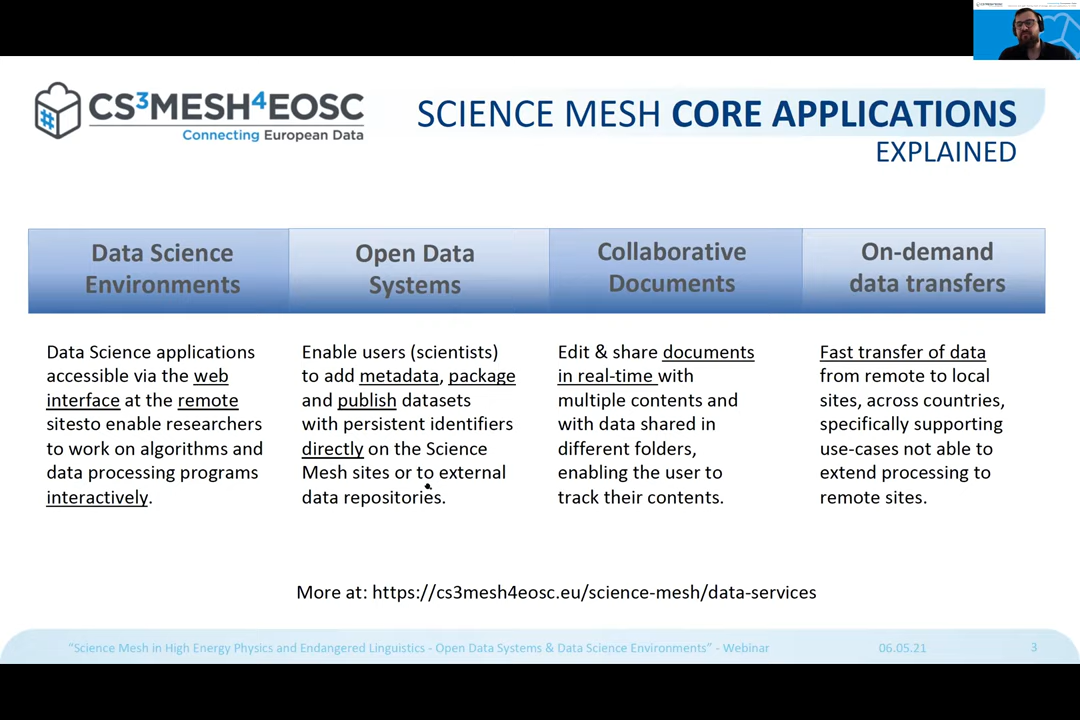 CS3MESH4EOSC
Connecting European Data
SCIENCE MESH CORE APPLICATIONS
EXPLAINED
Data Science
Environments
Open Data
Systems
Collaborative
Documents
On-demand
data transfers
Data Science applications
accessible via the web
interface at the remote
sitesto enable researchers
to work on algorithms and
data processing programs
interactively.
Enable users (scientists)
to add metadata, package
and publish datasets
with persistent identifiers
directly on the Science
Mesh sites or to external
data repositories.
Edit & share documents
in real-time with
multiple contents and
with data shared in
different folders,
enabling the user to
track their contents.
Fast transfer of data
from remote to local
sites, across countries,
specifically supporting
use-cases not able to
extend processing to
remote sites.
More at: https://cs3mesh4eosc.eu/science-mesh/data-services
“Science Mesh in High Energy Physics and Endangered Linguistics - Open Data Systems & Data Science Environments” - Webinar
06.05.21
3